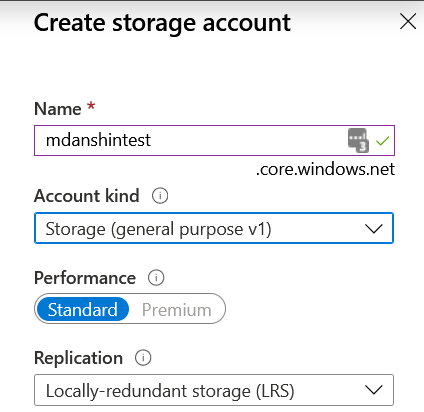 Create storage account
Name *
mdanshintest
3
.core.windows.net
Account kind
Storage (general purpose v1)
Performance
Standard Premium
Replication
Locally-redundant storage (LRS)